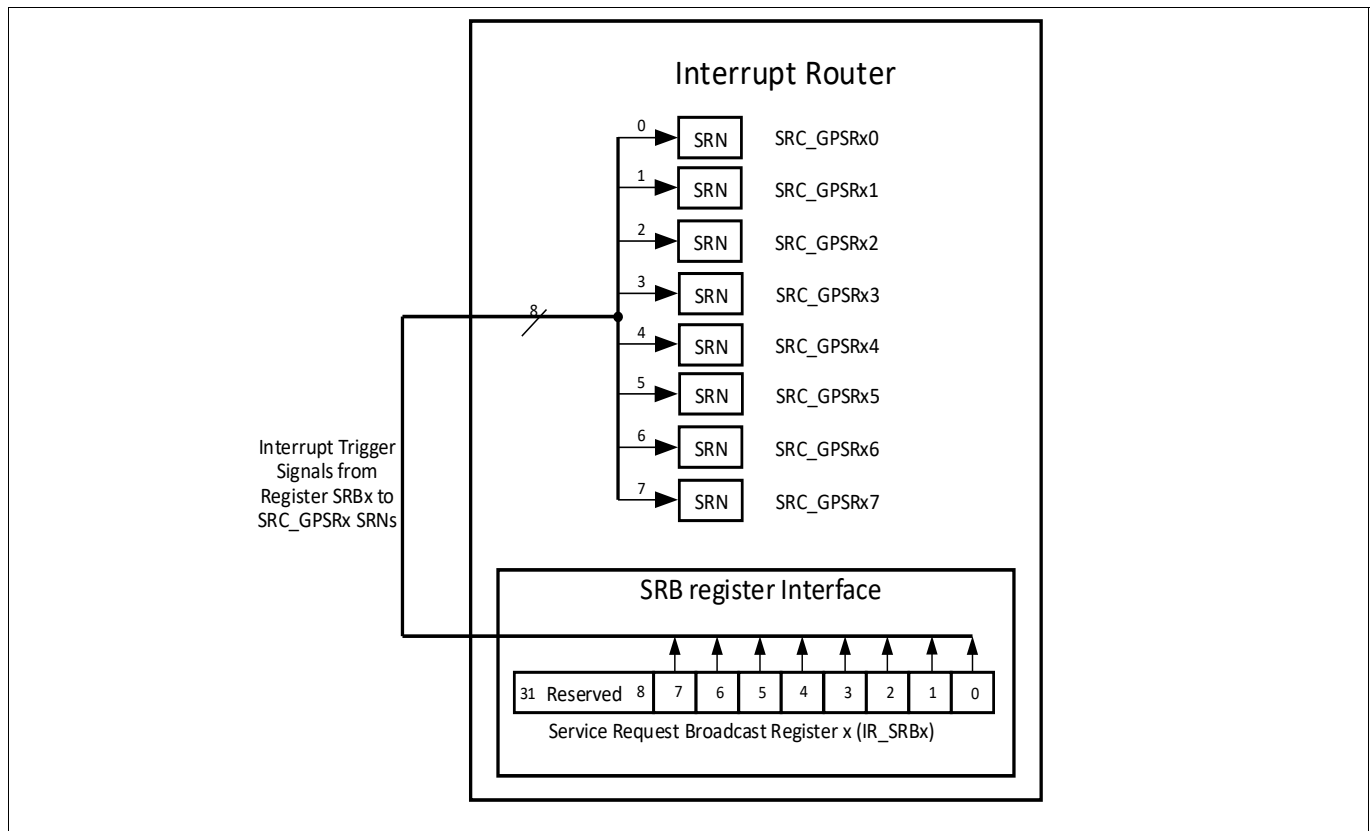 Interrupt Router
0
SRN SRC_GPSRx0
1
SRN SRC_GPSRx1
2
SRN SRC_GPSRx2
3
SRN SRC_GPSRx3
8
4
SRN SRC_GPSRx4
5
SRN SRC_GPSRx5
6
SRN SRC_GPSRx6
7
SRN SRC_GPSRx7
Interrupt Trigger
Signals from
Register SRBx to
SRC_GPSRx SRNs
SRB register Interface
31 Reserved 8 7 6 5 4 3 2 1 0
Service Request Broadcast Register x (IR_SRBx)